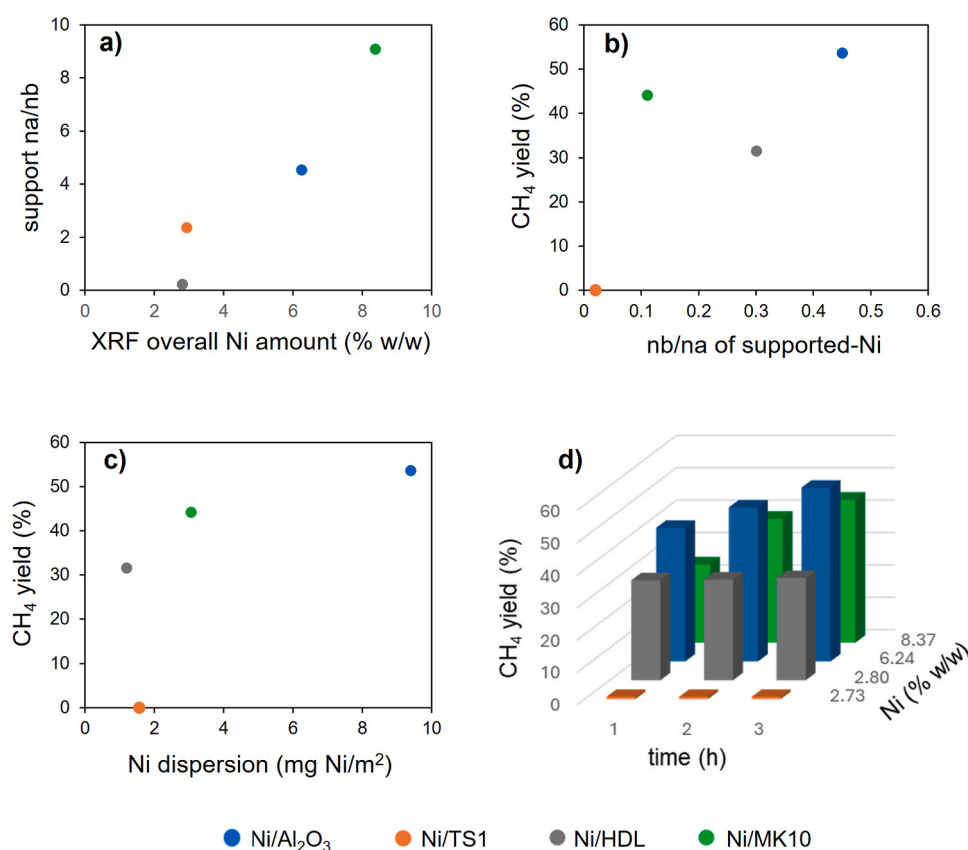 a)
10
8
6
4
2
0
support na/nb
0 2 4 6 8 10
XRF overall Ni amount (% w/w)
b)
60
50
40
30
20
10
0
CH₄ yield (%)
0 0.1 0.2 0.3 0.4 0.5 0.6
nb/na of supported-Ni
c)
60
50
40
30
20
10
0
CH₄ yield (%)
0 2 4 6 8 10
Ni dispersion (mg Ni/m²)
d)
60
50
40
30
20
10
0
CH₄ yield (%)
1 2 3
time (h)
8.37
6.24
2.80
2.73
Ni (% w/w)
Ni/Al₂O₃ Ni/TS1 Ni/HDL Ni/MK10